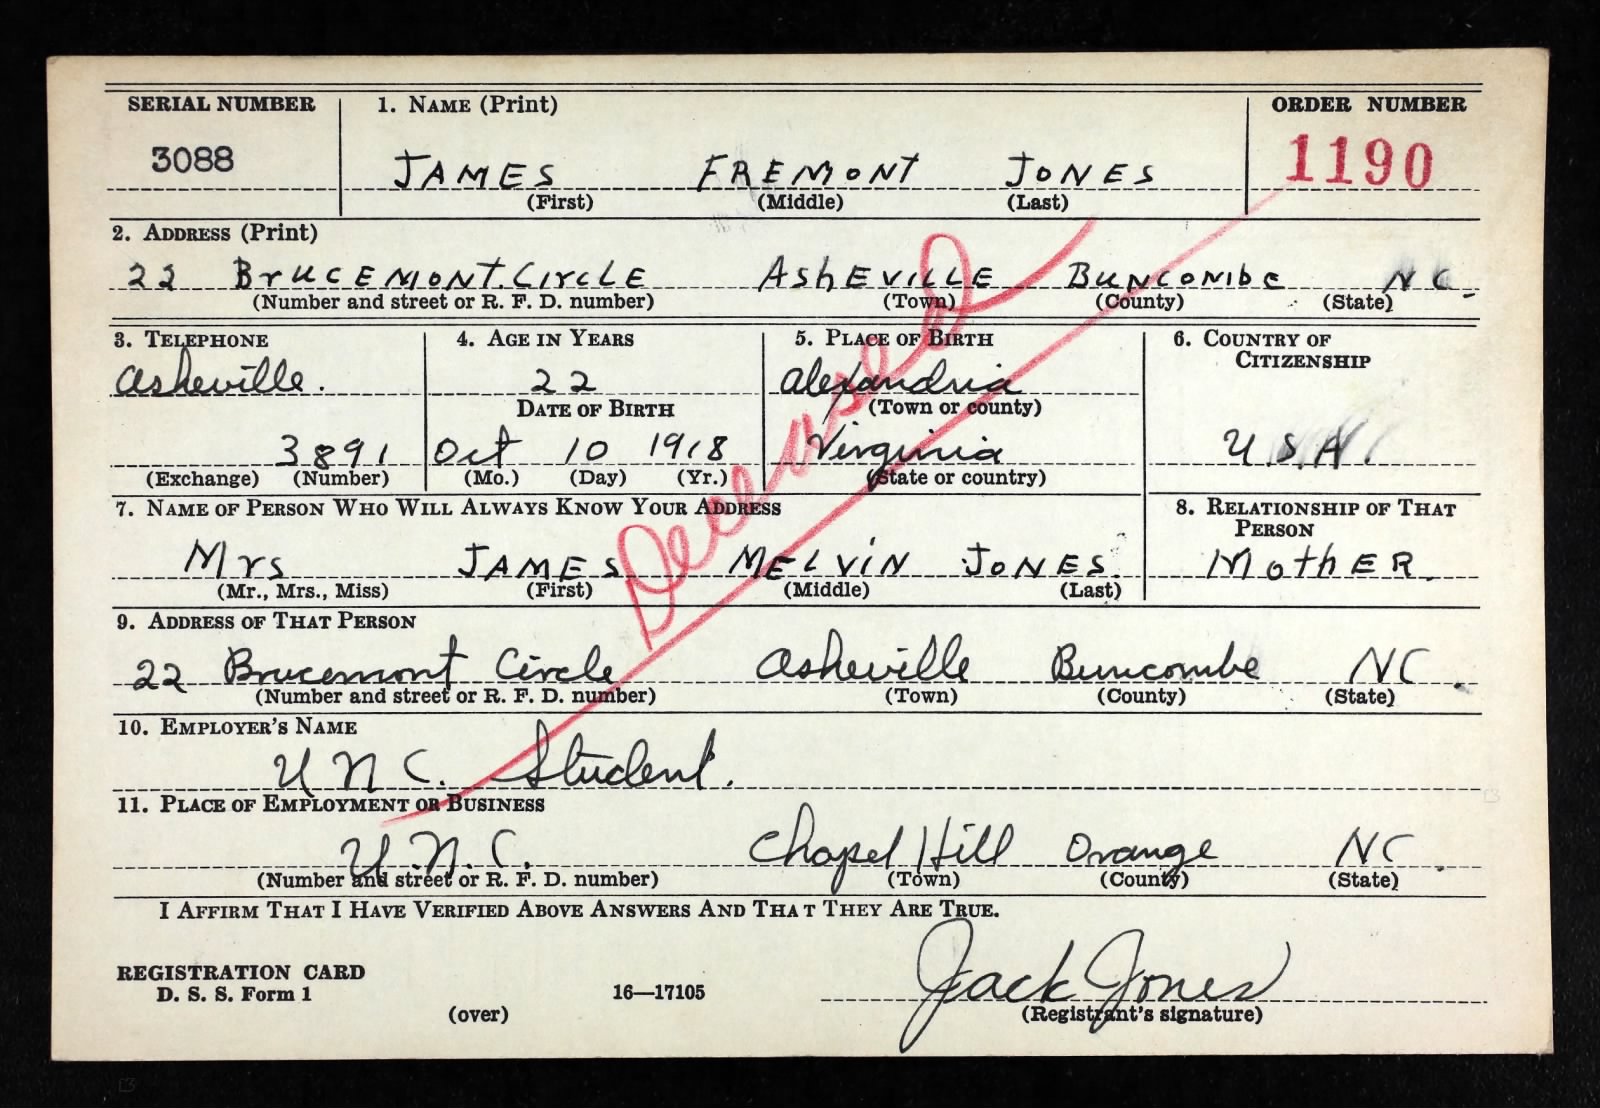 SERIAL NUMBER 1. NAME (Print) ORDER NUMBER
3088 JAMES FREMONT JONES 1190
(First) (Middle) (Last)
2. ADDRESS (Print)
22 BrUCEMONT. CIrCLE AshEVILLE BUNCOMbE N C.
(Number and street or R. F. D. number) (Town) (County) (State)
3. TELEPHONE 4. AGE IN YEARS 5. PLACE OF BIRTH 6. COUNTRY OF CITIZENSHIP
Asheville. 22 Alexandria
DATE OF BIRTH (Town or county)
3891 Oct 10 1918 Virginia U.S.A.
(Exchange) (Number) (Mo.) (Day) (Yr.) (State or country)
Deceased
7. NAME OF PERSON WHO WILL ALWAYS KNOW YOUR ADDRESS 8. RELATIONSHIP OF THAT PERSON
Mrs JAMES MELVIN JONES. MothER.
(Mr., Mrs., Miss) (First) (Middle) (Last)
9. ADDRESS OF THAT PERSON
22 Brucemont Circle Asheville Buncombe NC.
(Number and street or R. F. D. number) (Town) (County) (State)
10. EMPLOYER'S NAME
U N C. Student.
11. PLACE OF EMPLOYMENT OR BUSINESS
U.N.C. Chapel Hill Orange NC.
(Number and street or R. F. D. number) (Town) (County) (State)
I AFFIRM THAT I HAVE VERIFIED ABOVE ANSWERS AND THAT THEY ARE TRUE.
REGISTRATION CARD
D. S. S. Form 1 16—17105 Jack Jones
(over) (Registrant's signature)